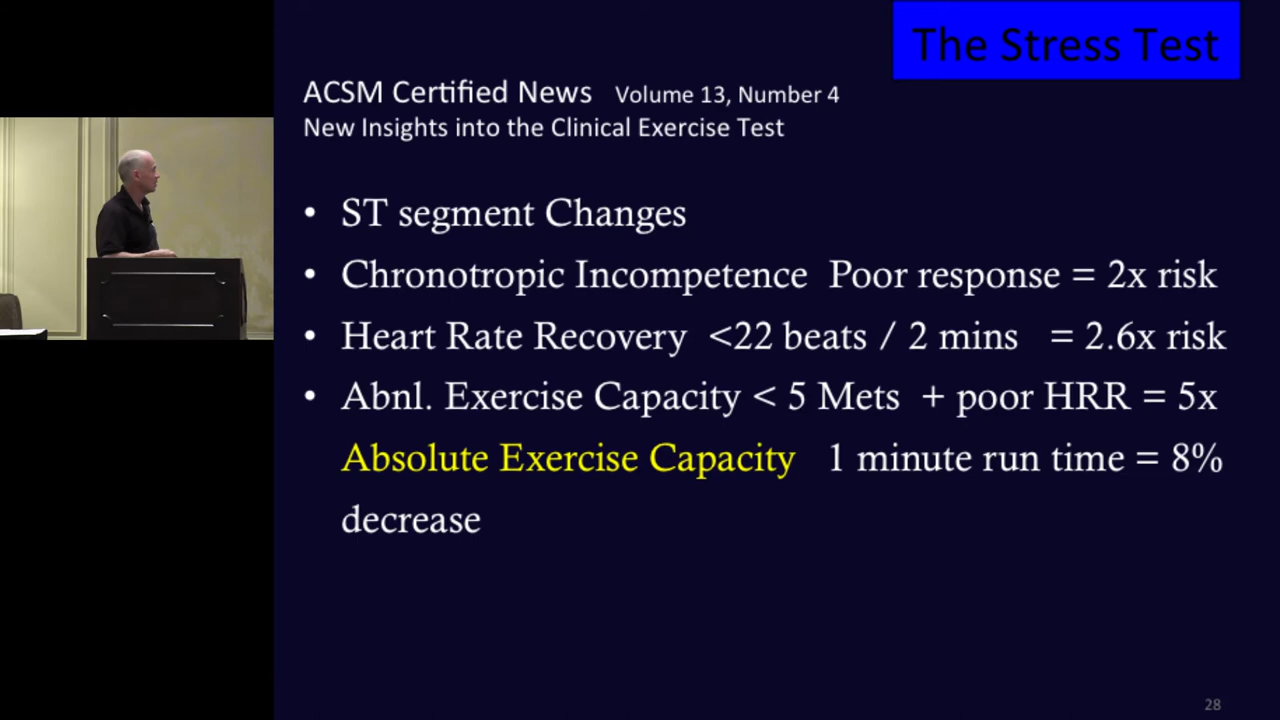 The Stress Test
ACSM Certified News Volume 13, Number 4
New Insights into the Clinical Exercise Test
• ST segment Changes
• Chronotropic Incompetence Poor response = 2x risk
• Heart Rate Recovery <22 beats / 2 mins = 2.6x risk
• Abnl. Exercise Capacity < 5 Mets + poor HRR = 5x
Absolute Exercise Capacity 1 minute run time = 8%
decrease
28